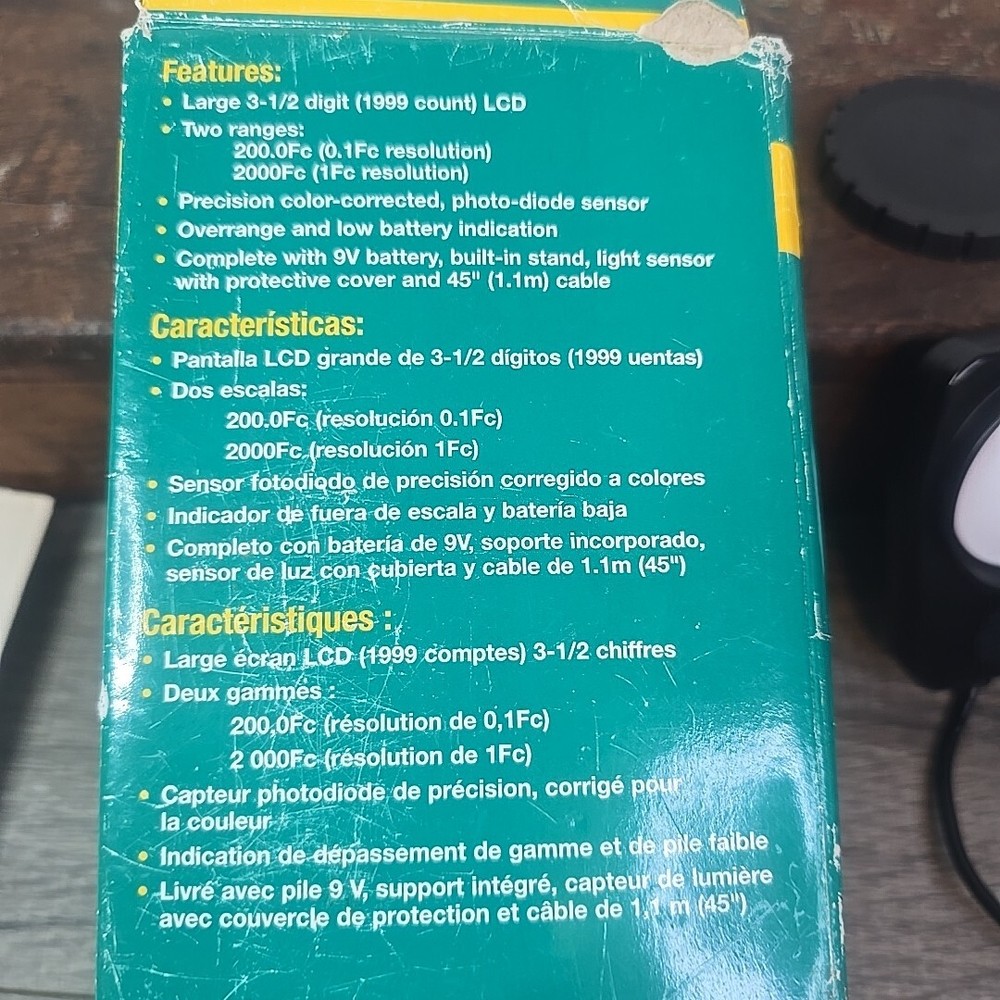 Features:
• Large 3-1/2 digit (1999 count) LCD
• Two ranges:
200.0Fc (0.1Fc resolution)
2000Fc (1Fc resolution)
• Precision color-corrected, photo-diode sensor
• Overrange and low battery indication
• Complete with 9V battery, built-in stand, light sensor
with protective cover and 45" (1.1m) cable
Características:
• Pantalla LCD grande de 3-1/2 dígitos (1999 uentas)
• Dos escalas:
200.0Fc (resolución 0.1Fc)
2000Fc (resolución 1Fc)
• Sensor fotodiodo de precisión corregido a colores
• Indicador de fuera de escala y batería baja
• Completo con batería de 9V, soporte incorporado,
sensor de luz con cubierta y cable de 1.1m (45")
Caractéristiques :
• Large écran LCD (1999 comptes) 3-1/2 chiffres
• Deux gammes :
200,0Fc (résolution de 0,1Fc)
2 000Fc (résolution de 1Fc)
• Capteur photodiode de précision, corrigé pour
la couleur
• Indication de dépassement de gamme et de pile faible
• Livré avec pile 9 V, support intégré, capteur de lumière
avec couvercle de protection et câble de 1,1 m (45")